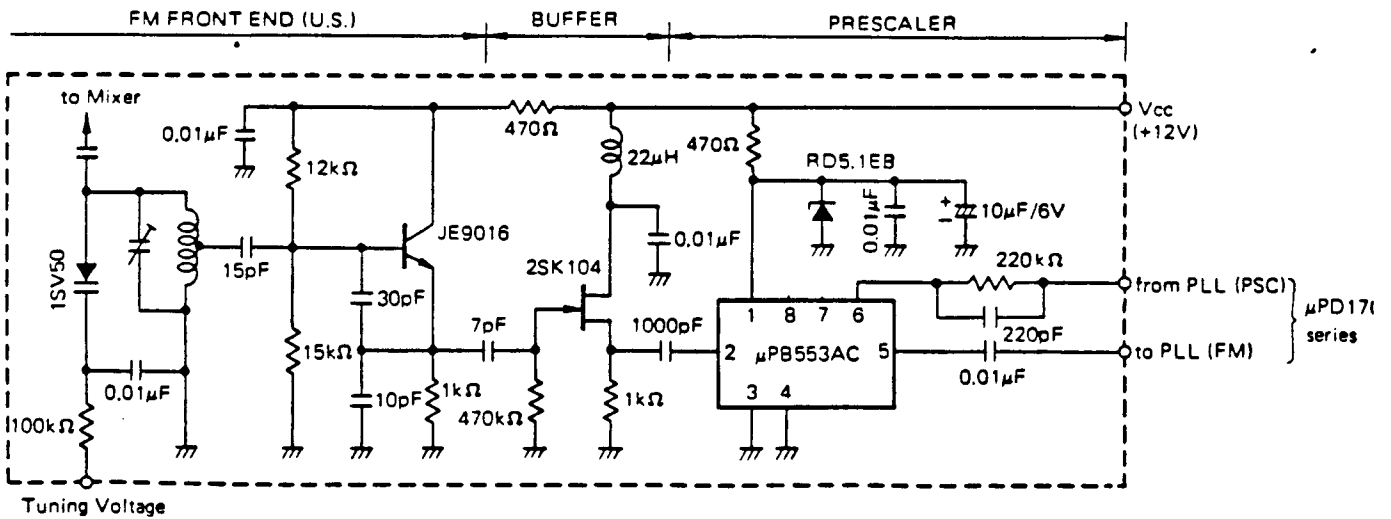 FM FRONT END (U.S.)
BUFFER
PRESCALER
to Mixer
0.01μF
12kΩ
470Ω
22μH
470Ω
RD5.1EB
Vcc
(+12V)
0.01μF
+
−
10μF/6V
JE9016
0.01μF
1SV50
15pF
30pF
2SK104
220kΩ
from PLL (PSC)
μPD170
series
7pF
1000pF
1 8 7 6
220pF
15kΩ
2
μPB553AC
5
to PLL (FM)
0.01μF
0.01μF
10pF
1kΩ
470kΩ
1kΩ
3 4
100kΩ
Tuning Voltage